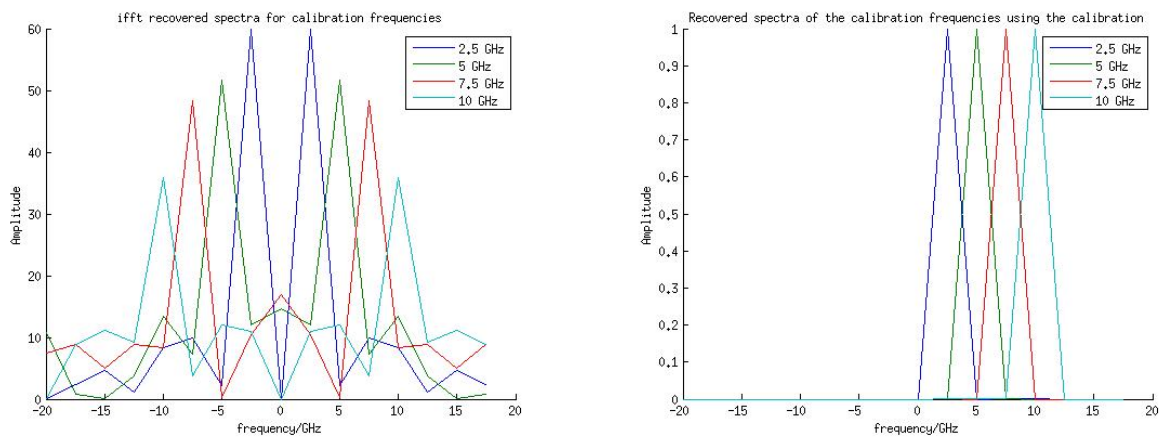 ifft recovered spectra for calibration frequencies
60
50
40
30
20
10
0
Amplitude
2.5 GHz
5 GHz
7.5 GHz
10 GHz
-20
-15
-10
-5
0
5
10
15
20
frequency/GHz
Recovered spectra of the calibration frequencies using the calibration
1
0.9
0.8
0.7
0.6
0.5
0.4
0.3
0.2
0.1
0
Amplitude
2.5 GHz
5 GHz
7.5 GHz
10 GHz
-20
-15
-10
-5
0
5
10
15
20
frequency/GHz